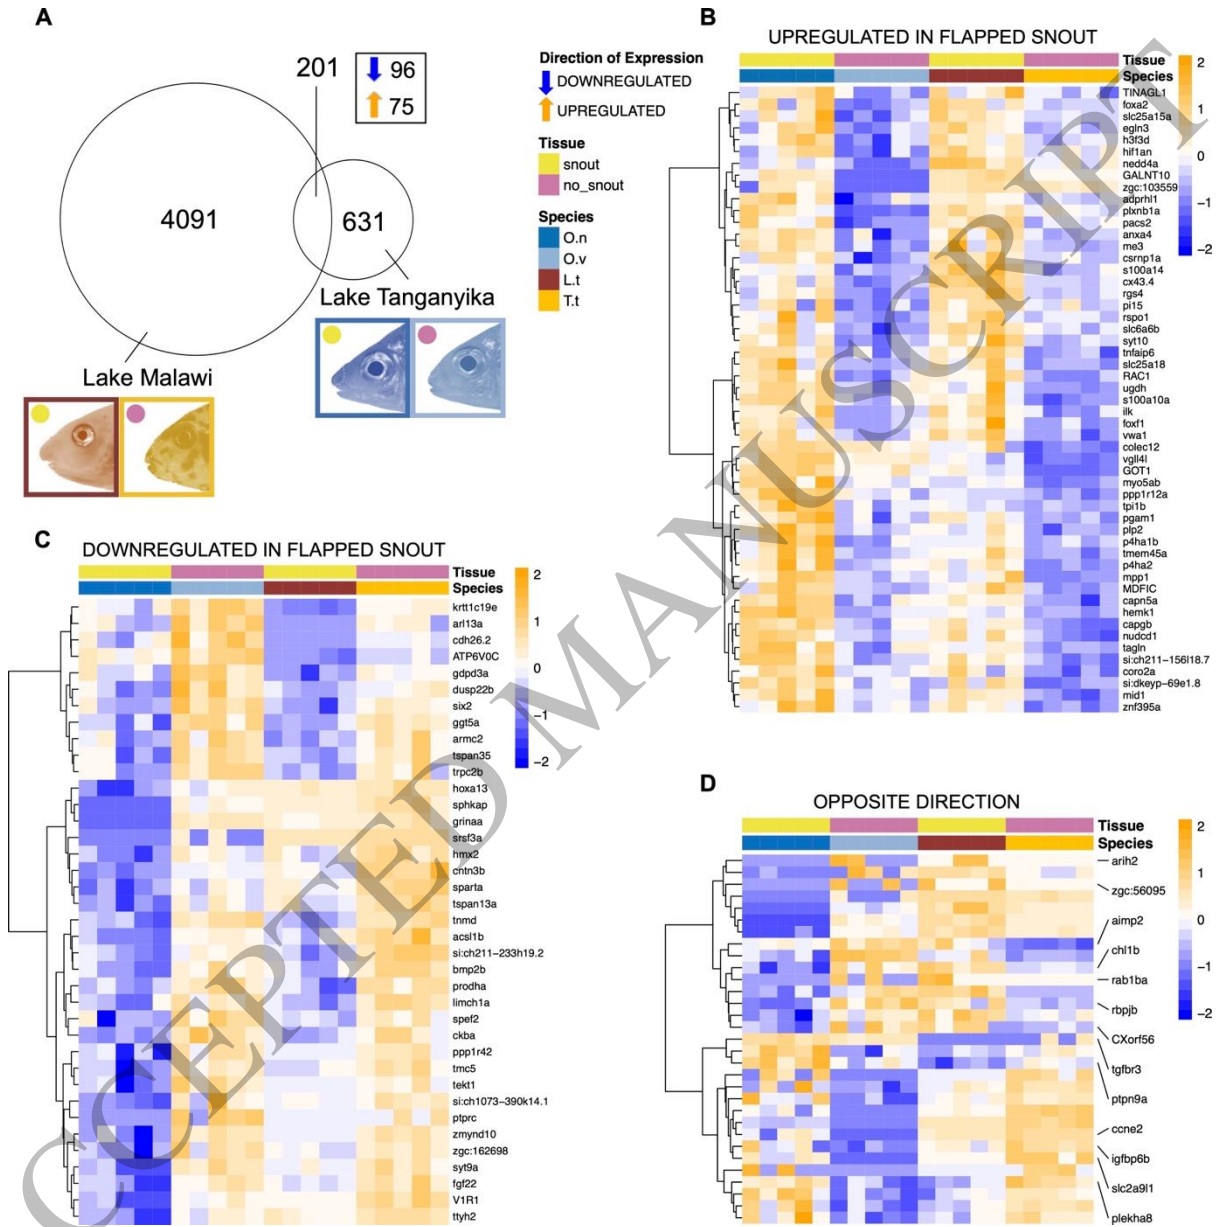 A
201
96
75
4091
631
Lake Malawi
Lake Tanganyika
Direction of Expression
DOWNREGULATED
UPREGULATED
Tissue
snout
no_snout
Species
O.n
O.v
L.t
T.t
B
UPREGULATED IN FLAPPED SNOUT
Tissue
Species
TINAGL1
foxa2
slc25a15a
egln3
h3f3d
hif1an
nedd4a
GALNT10
zgc:103559
adprhl1
plxnb1a
pacs2
anxa4
me3
csrnp1a
s100a14
cx43.4
rgs4
pi15
rspo1
slc6a6b
syt10
tnfaip6
slc25a18
RAC1
ugdh
s100a10a
ilk
foxf1
vwa1
colec12
vgll4l
GOT1
myo5ab
ppp1r12a
tpi1b
pgam1
plp2
p4ha1b
tmem45a
p4ha2
mpp1
MDFIC
capn5a
hemk1
capgb
nudcd1
tagln
si:ch211-156l18.7
coro2a
si:dkeyp-69e1.8
mid1
znf395a
2
1
0
-1
-2
C
DOWNREGULATED IN FLAPPED SNOUT
Tissue
Species
krtt1c19e
arl13a
cdh26.2
ATP6V0C
gdpd3a
dusp22b
six2
ggt5a
armc2
tspan35
trpc2b
hoxa13
sphkap
grinaa
srsf3a
hmx2
cntn3b
sparta
tspan13a
tnmd
acsl1b
si:ch211-233h19.2
bmp2b
prodha
limch1a
spef2
ckba
ppp1r42
tmc5
tekt1
si:ch1073-390k14.1
ptprc
zmynd10
zgc:162698
syt9a
fgf22
V1R1
ttyh2
2
1
0
-1
-2
D
OPPOSITE DIRECTION
Tissue
Species
arih2
zgc:56095
aimp2
chl1b
rab1ba
rbpjb
CXorf56
tgfbr3
ptpn9a
ccne2
igfbp6b
slc2a9l1
plekha8
2
1
0
-1
-2
CCEPTED MANUSCRIPT